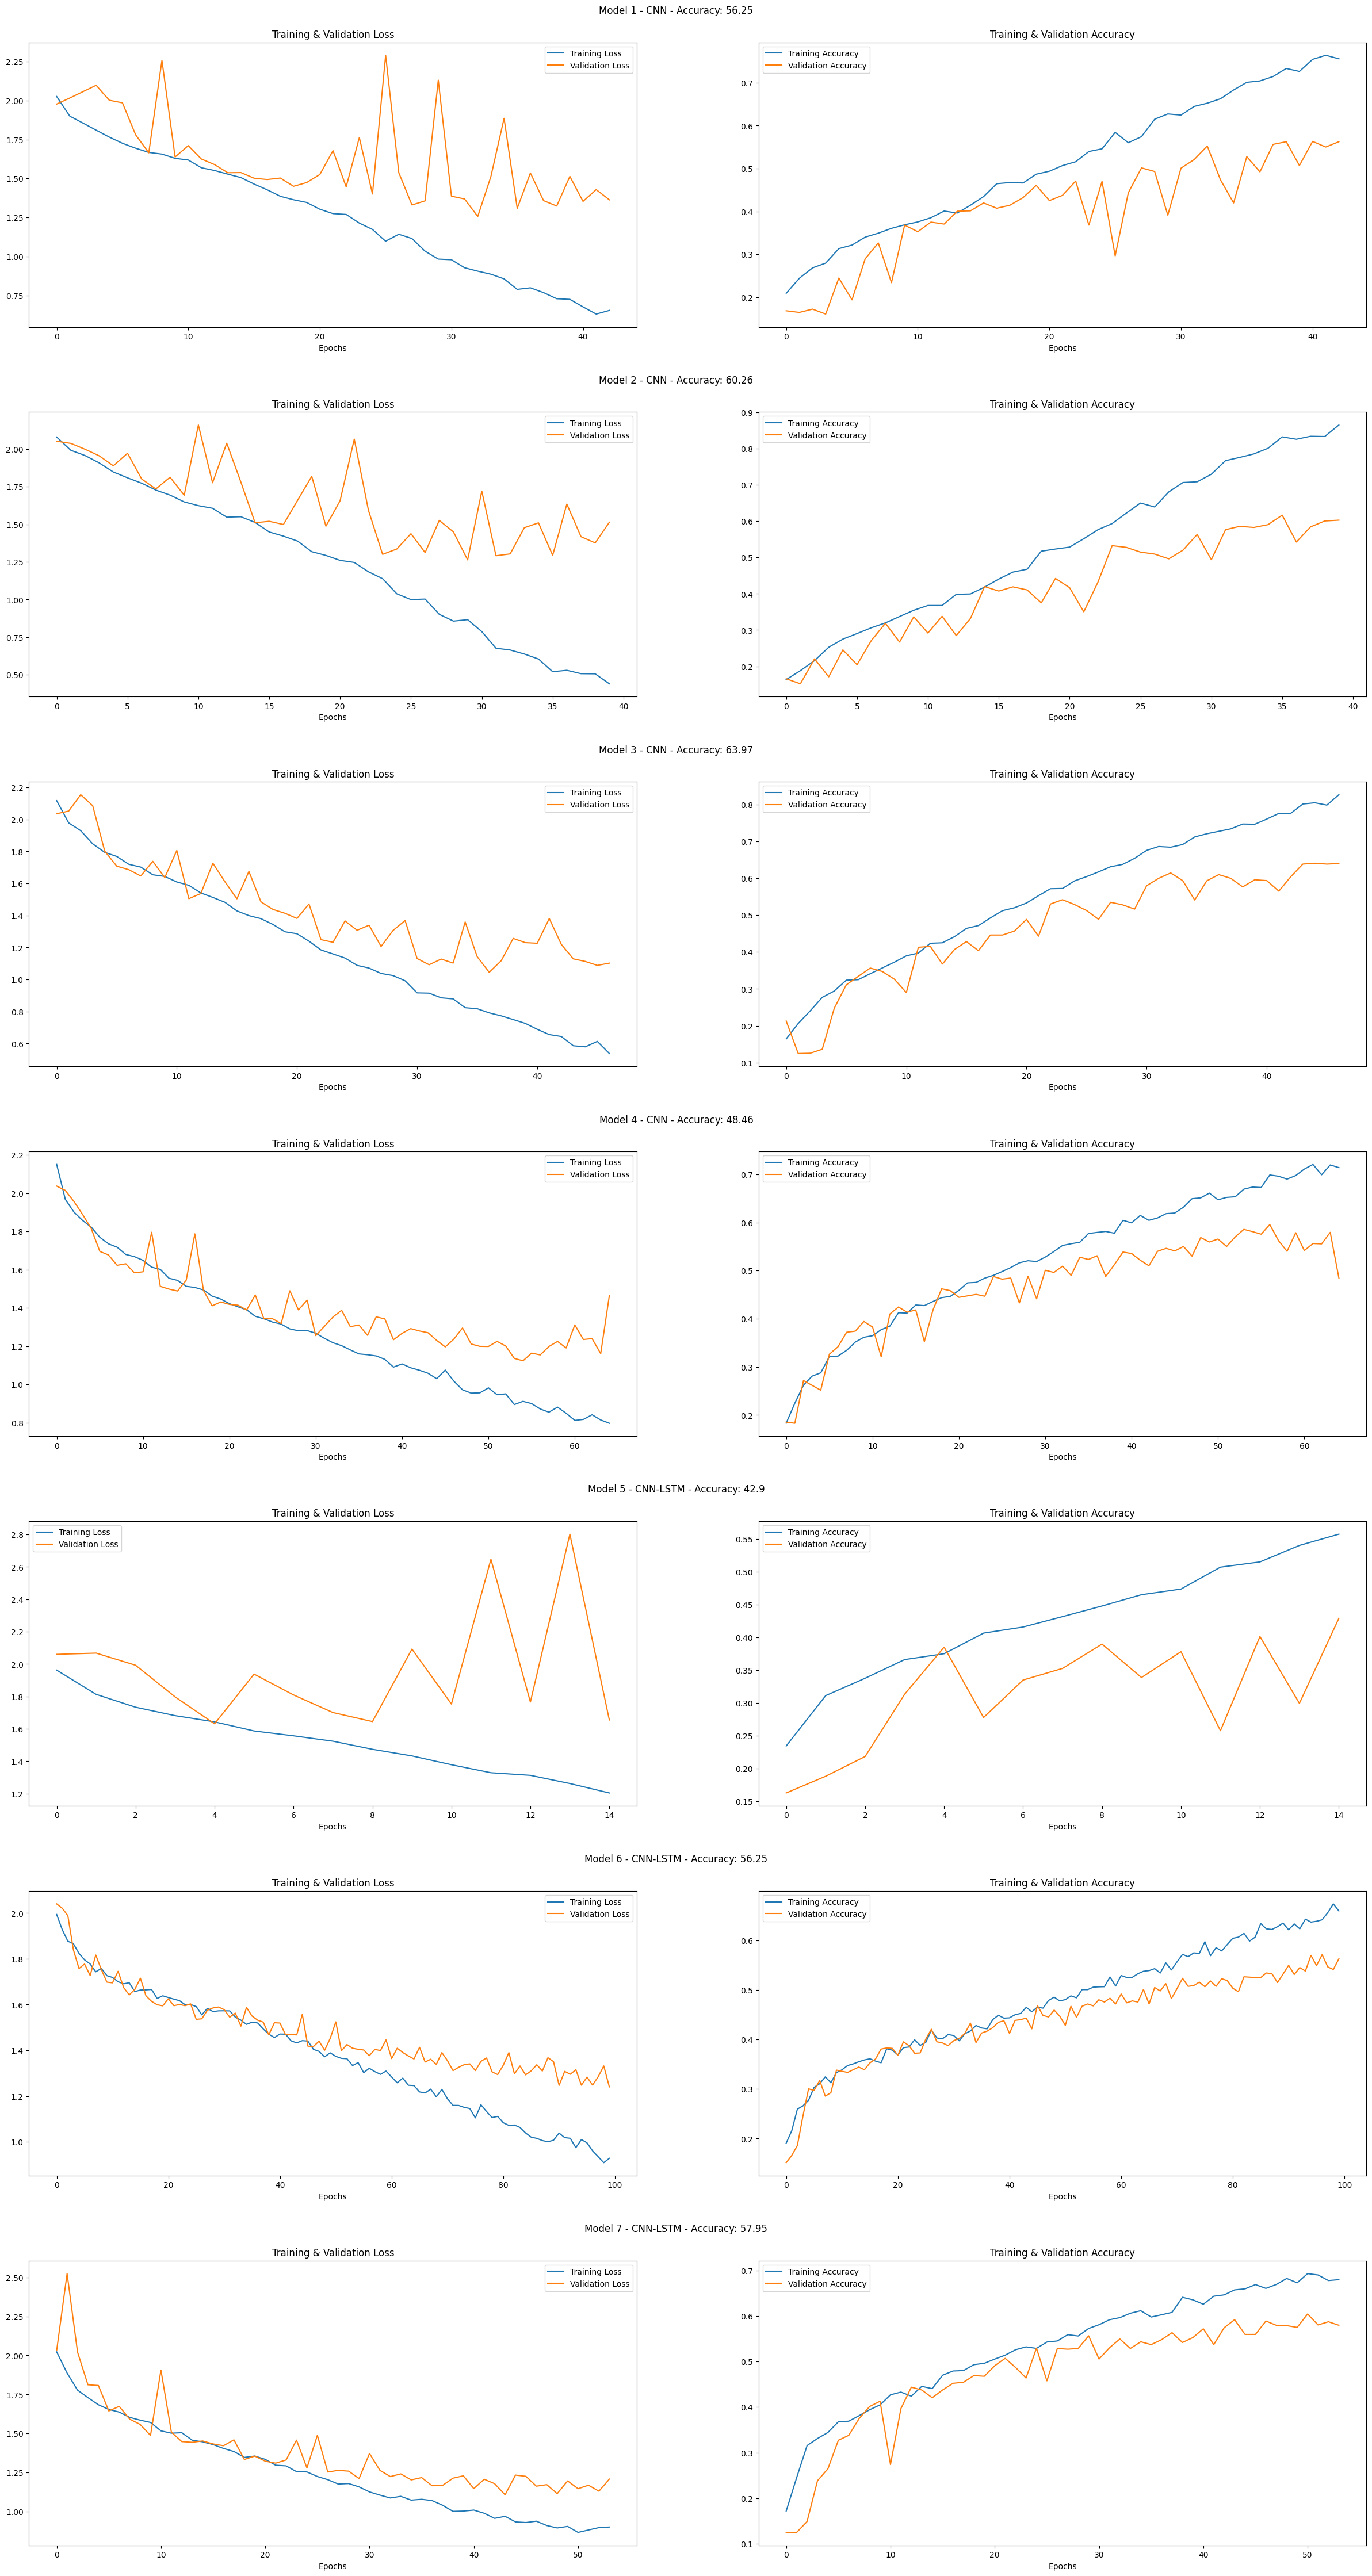 Model 1 - CNN - Accuracy: 56.25
Training & Validation Loss Training & Validation Accuracy
Training Loss Training Accuracy
Validation Loss Validation Accuracy
2.25
2.00
1.75
1.50
1.25
1.00
0.75
0 10 20 30 40
Epochs
0.7
0.6
0.5
0.4
0.3
0.2
0 10 20 30 40
Epochs
Model 2 - CNN - Accuracy: 60.26
Training & Validation Loss Training & Validation Accuracy
Training Loss Training Accuracy
Validation Loss Validation Accuracy
2.00
1.75
1.50
1.25
1.00
0.75
0.50
0 5 10 15 20 25 30 35 40
Epochs
0.9
0.8
0.7
0.6
0.5
0.4
0.3
0.2
0 5 10 15 20 25 30 35 40
Epochs
Model 3 - CNN - Accuracy: 63.97
Training & Validation Loss Training & Validation Accuracy
Training Loss Training Accuracy
Validation Loss Validation Accuracy
2.2
2.0
1.8
1.6
1.4
1.2
1.0
0.8
0.6
0 10 20 30 40
Epochs
0.8
0.7
0.6
0.5
0.4
0.3
0.2
0.1
0 10 20 30 40
Epochs
Model 4 - CNN - Accuracy: 48.46
Training & Validation Loss Training & Validation Accuracy
Training Loss Training Accuracy
Validation Loss Validation Accuracy
2.2
2.0
1.8
1.6
1.4
1.2
1.0
0.8
0 10 20 30 40 50 60
Epochs
0.7
0.6
0.5
0.4
0.3
0.2
0 10 20 30 40 50 60
Epochs
Model 5 - CNN-LSTM - Accuracy: 42.9
Training & Validation Loss Training & Validation Accuracy
Training Loss Training Accuracy
Validation Loss Validation Accuracy
2.8
2.6
2.4
2.2
2.0
1.8
1.6
1.4
1.2
0 2 4 6 8 10 12 14
Epochs
0.55
0.50
0.45
0.40
0.35
0.30
0.25
0.20
0.15
0 2 4 6 8 10 12 14
Epochs
Model 6 - CNN-LSTM - Accuracy: 56.25
Training & Validation Loss Training & Validation Accuracy
Training Loss Training Accuracy
Validation Loss Validation Accuracy
2.0
1.8
1.6
1.4
1.2
1.0
0 20 40 60 80 100
Epochs
0.6
0.5
0.4
0.3
0.2
0 20 40 60 80 100
Epochs
Model 7 - CNN-LSTM - Accuracy: 57.95
Training & Validation Loss Training & Validation Accuracy
Training Loss Training Accuracy
Validation Loss Validation Accuracy
2.50
2.25
2.00
1.75
1.50
1.25
1.00
0 10 20 30 40 50
Epochs
0.7
0.6
0.5
0.4
0.3
0.2
0.1
0 10 20 30 40 50
Epochs